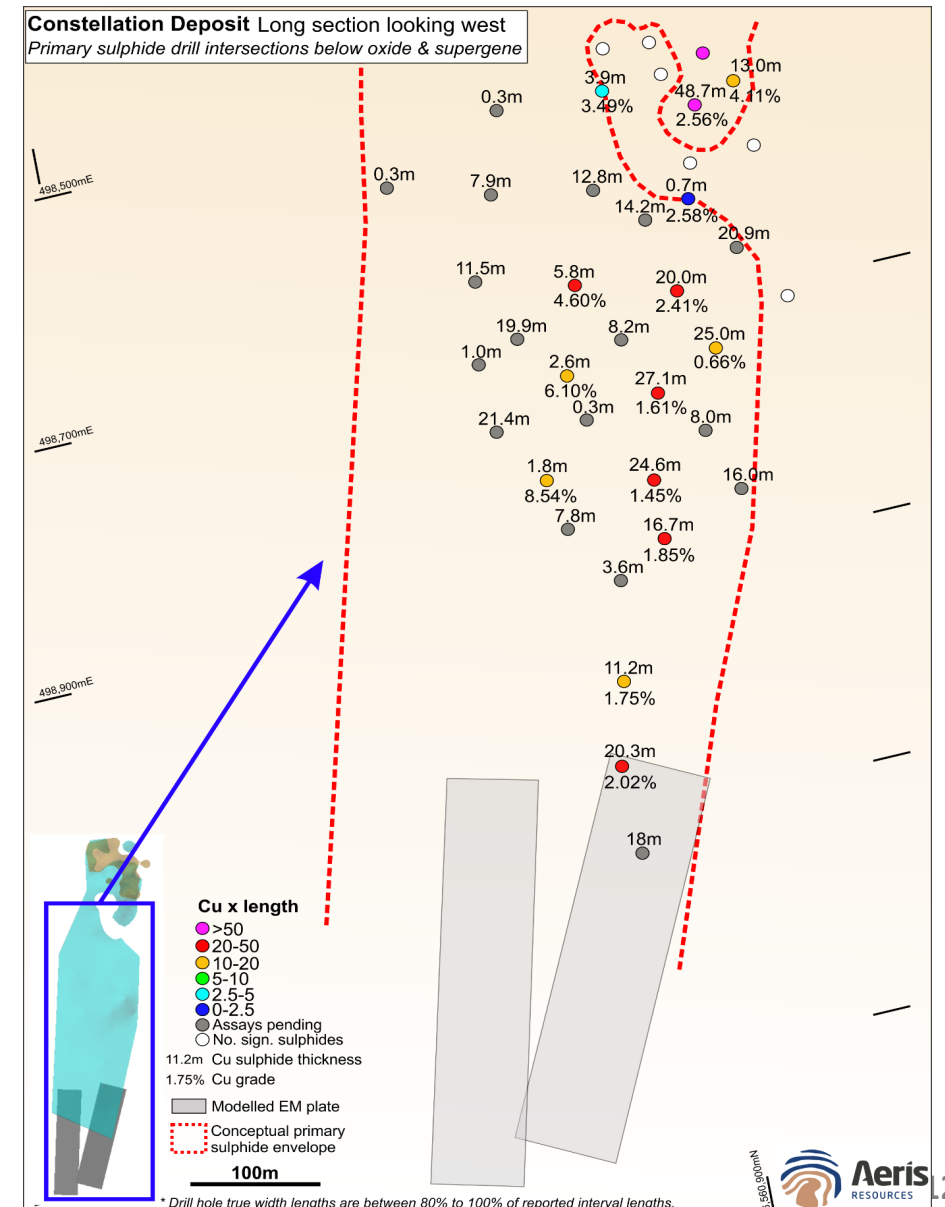 Constellation Deposit Long section looking west
Primary sulphide drill intersections below oxide & supergene
13.0m
4.11%
3.9m
3.49%
48.7m
2.56%
0.3m
498,500mE
0.3m
7.9m
12.8m
0.7m
2.58%
14.2m
20.9m
11.5m
5.8m
4.60%
20.0m
2.41%
19.9m
8.2m
25.0m
0.66%
1.0m
2.6m
6.10%
27.1m
1.61%
0.3m
8.0m
21.4m
498,700mE
1.8m
8.54%
24.6m
1.45%
16.0m
7.8m
16.7m
1.85%
3.6m
498,900mE
11.2m
1.75%
20.3m
2.02%
18m
Cu x length
>50
20-50
10-20
5-10
2.5-5
0-2.5
Assays pending
No. sign. sulphides
11.2m Cu sulphide thickness
1.75% Cu grade
Modelled EM plate
Conceptual primary
sulphide envelope
100m
Aeris
RESOURCES
* Drill hole true width lengths are between 80% to 100% of reported interval lengths.